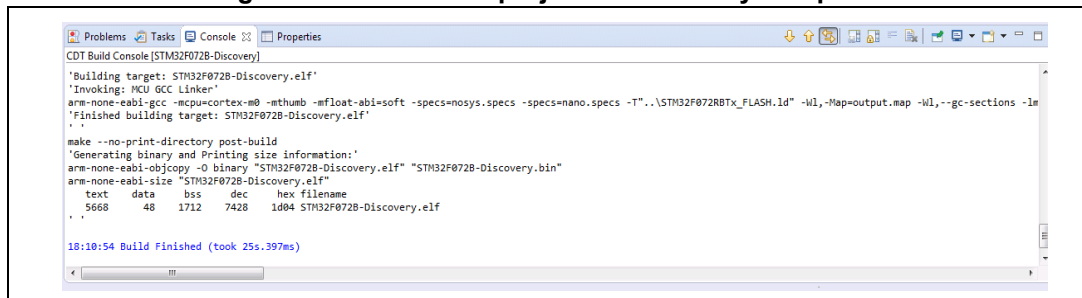 Problems Tasks Console Properties
CDT Build Console [STM32F072B-Discovery]
'Building target: STM32F072B-Discovery.elf'
'Invoking: MCU GCC Linker'
arm-none-eabi-gcc -mcpu=cortex-m0 -mthumb -mfloat-abi=soft -specs=nosys.specs -specs=nano.specs -T"..\STM32F072RBTx_FLASH.ld" -Wl,-Map=output.map -Wl,--gc-sections -lm
'Finished building target: STM32F072B-Discovery.elf'
' '
make --no-print-directory post-build
'Generating binary and Printing size information:'
arm-none-eabi-objcopy -O binary "STM32F072B-Discovery.elf" "STM32F072B-Discovery.bin"
arm-none-eabi-size "STM32F072B-Discovery.elf"
text data bss dec hex filename
5668 48 1712 7428 1d04 STM32F072B-Discovery.elf
' '
18:10:54 Build Finished (took 25s.397ms)